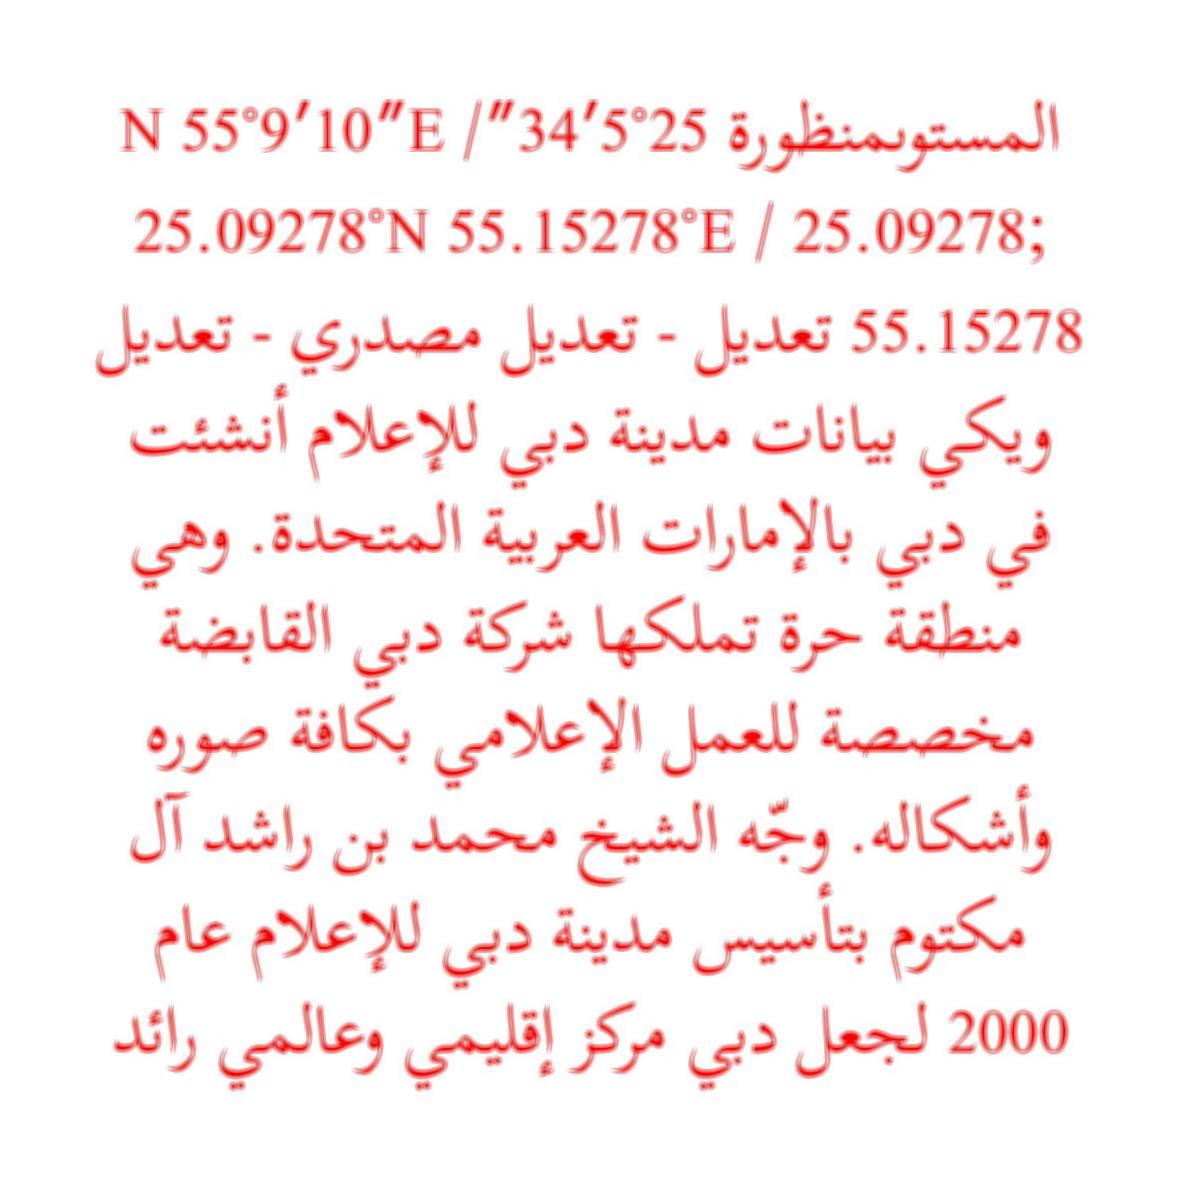 المستوىمنظورة 25°5′34″N 55°9′10″E /
25.09278°N 55.15278°E / 25.09278;
55.15278 تعديل - تعديل مصدري - تعديل
ويكي بيانات مدينة دبي للإعلام أنشئت
في دبي بالإمارات العربية المتحدة. وهي
منطقة حرة تملكها شركة دبي القابضة
مخصصة للعمل الإعلامي بكافة صوره
وأشكاله. وجّه الشيخ محمد بن راشد آل
مكتوم بتأسيس مدينة دبي للإعلام عام
2000 لجعل دبي مركز إقليمي وعالمي رائد